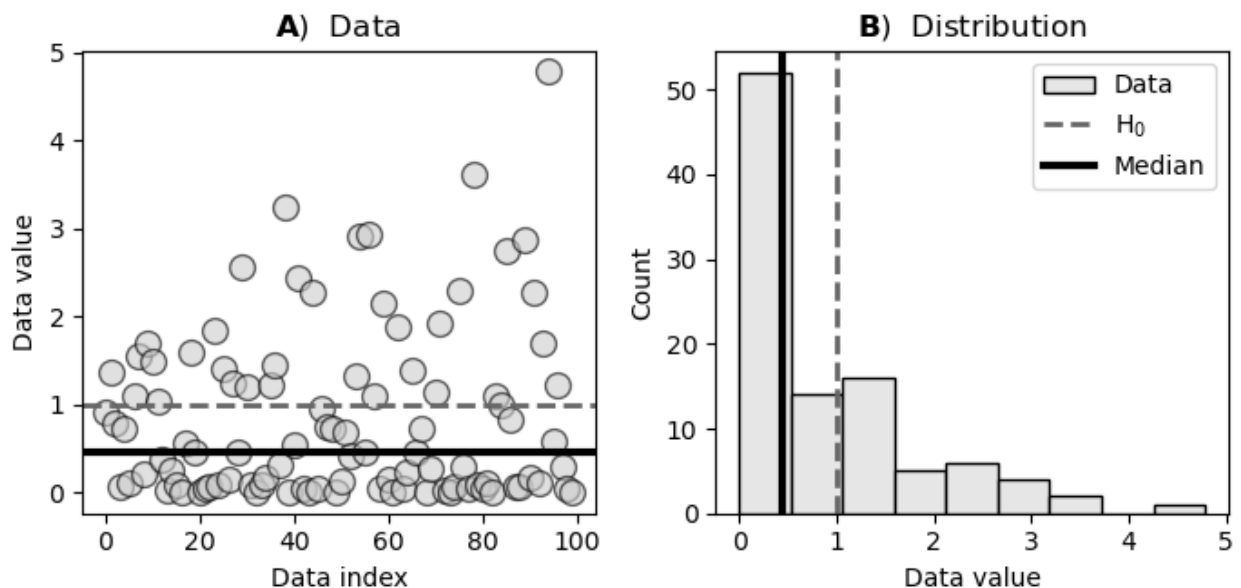 A) Data
Data value
5
4
3
2
1
0
0 20 40 60 80 100
Data index
B) Distribution
Count
50
40
30
20
10
0
Data
H₀
Median
0 1 2 3 4 5
Data value